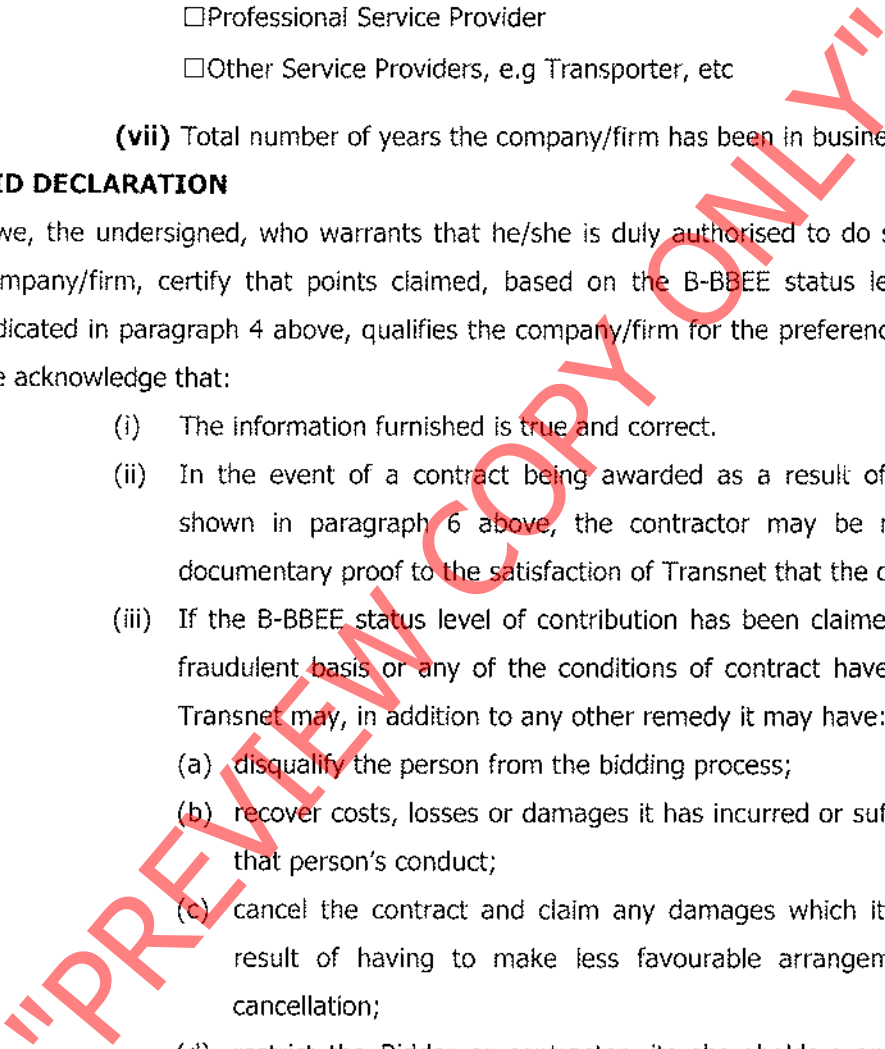 ☐Professional Service Provider
☐Other Service Providers, e.g Transporter, etc
(vii) Total number of years the company/firm has been in busine
ID DECLARATION
we, the undersigned, who warrants that he/she is duly authorised to do s
mpany/firm, certify that points claimed, based on the B-BBEE status le
dicated in paragraph 4 above, qualifies the company/firm for the preferenc
e acknowledge that:
(i) The information furnished is true and correct.
(ii) In the event of a contract being awarded as a result of
shown in paragraph 6 above, the contractor may be r
documentary proof to the satisfaction of Transnet that the c
(iii) If the B-BBEE status level of contribution has been claime
fraudulent basis or any of the conditions of contract have
Transnet may, in addition to any other remedy it may have:
(a) disqualify the person from the bidding process;
(b) recover costs, losses or damages it has incurred or suf
that person's conduct;
(c) cancel the contract and claim any damages which it
result of having to make less favourable arrangem
cancellation;
"PREVIEW COPY ONLY"